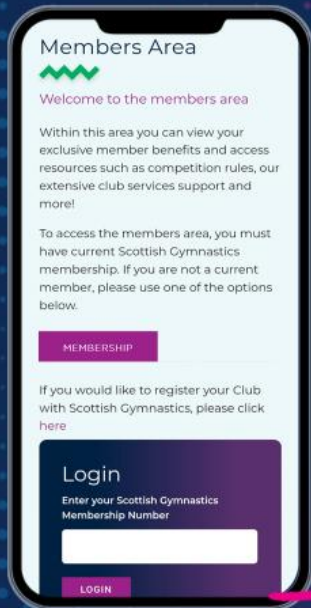 Members Area
Welcome to the members area
Within this area you can view your
exclusive member benefits and access
resources such as competition rules, our
extensive club services support and
more!
To access the members area, you must
have current Scottish Gymnastics
membership. If you are not a current
member, please use one of the options
below.
MEMBERSHIP
If you would like to register your Club
with Scottish Gymnastics, please click
here
Login
Enter your Scottish Gymnastics
Membership Number
LOGIN